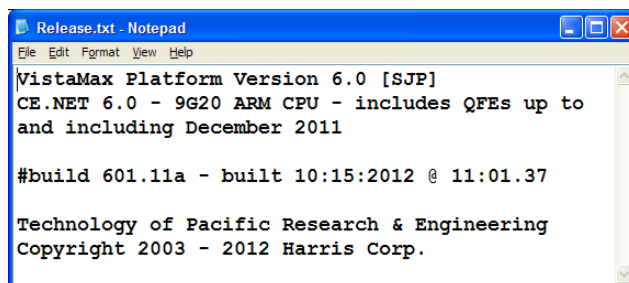 Release.txt - Notepad
File Edit Format View Help
VistaMax Platform Version 6.0 [SJP]
CE.NET 6.0 - 9G20 ARM CPU - includes QFEs up to
and including December 2011
#build 601.11a - built 10:15:2012 @ 11:01.37
Technology of Pacific Research & Engineering
Copyright 2003 - 2012 Harris Corp.